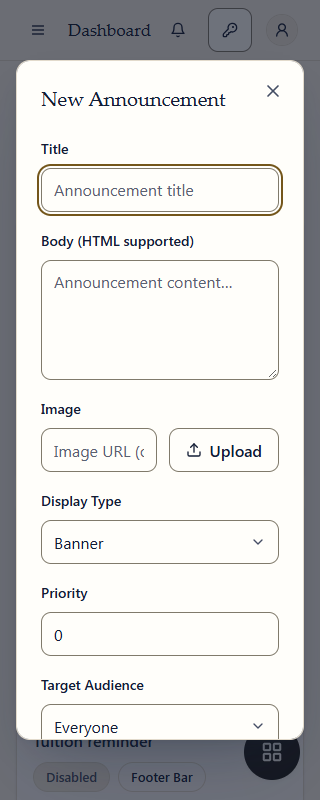 Dashboard
New Announcement
Title
Announcement title
Body (HTML supported)
Announcement content...
Image
Image URL (
Upload
Display Type
Banner
Priority
0
Target Audience
Everyone
Tuition reminder
Disabled
Footer Bar